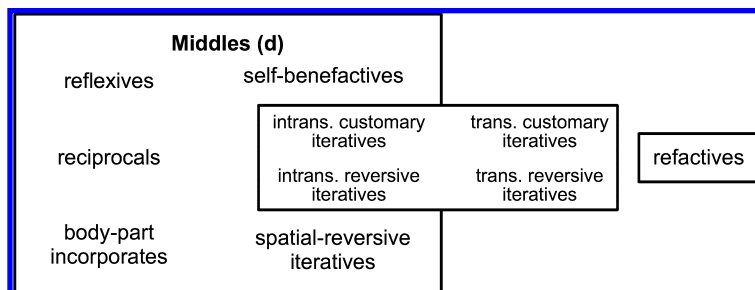 Middles (d)
reflexives
self-benefactives
intrans. customary
iteratives
trans. customary
iteratives
reciprocals
refactives
intrans. reversive
iteratives
trans. reversive
iteratives
body-part
incorporates
spatial-reversive
iteratives